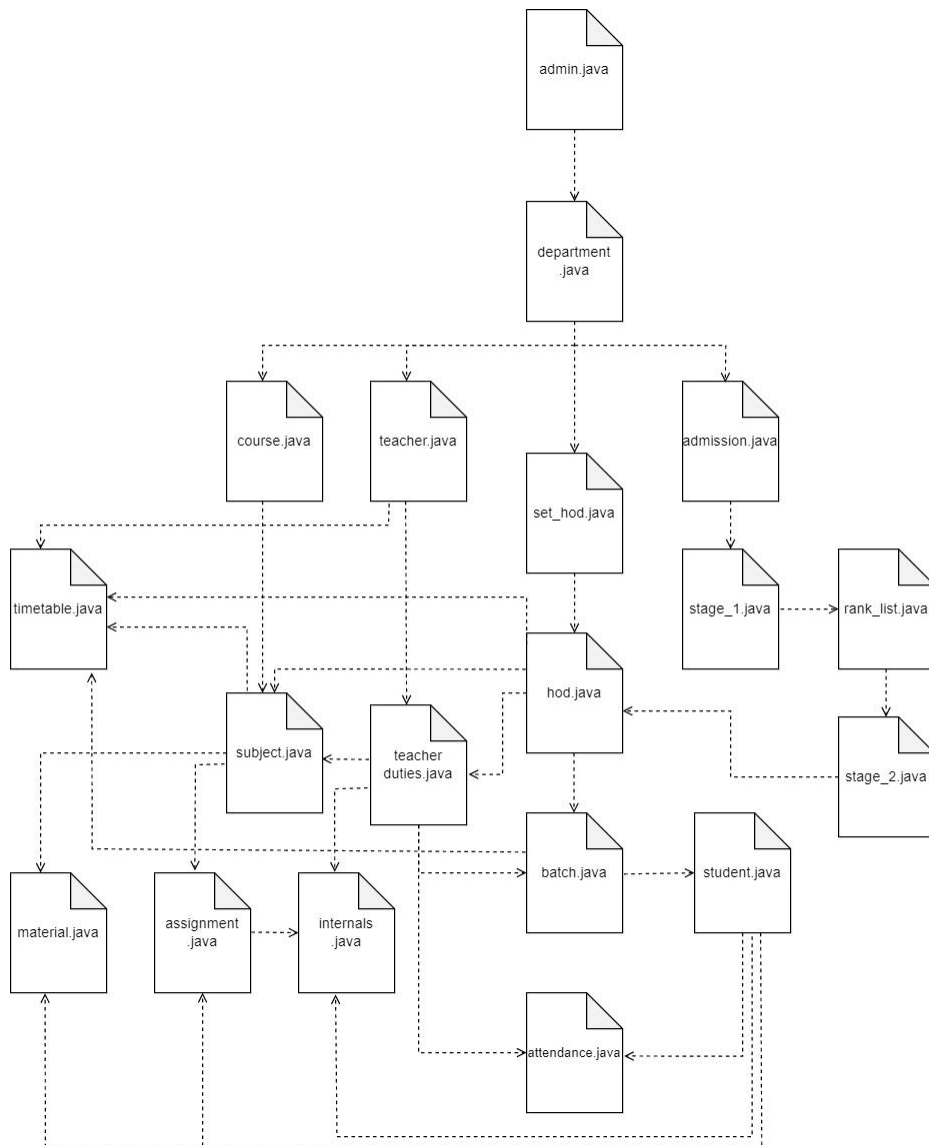 admin.java
department
.java
course.java
teacher.java
admission.java
set_hod.java
timetable.java
stage_1.java
rank_list.java
hod.java
subject.java
teacher
duties.java
stage_2.java
batch.java
student.java
material.java
assignment
.java
internals
.java
attendance.java